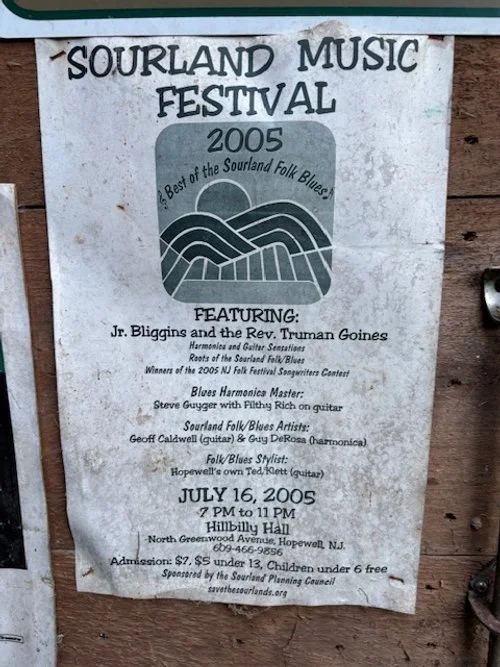 SOURLAND MUSIC
FESTIVAL
2005
Best of the Sourland Folk Blues
FEATURING:
Jr. Bliggins and the Rev. Truman Goines
Harmonica and Guitar Sensations
Roots of the Sourland Folk/Blues
Winners of the 2005 NJ Folk Festival Songwriters Contest
Blues Harmonica Master:
Steve Guyger with Filthy Rich on guitar
Sourland Folk/Blues Artists:
Geoff Caldwell (guitar) & Guy DeRosa (harmonica)
Folk/Blues Stylist:
Hopewell's own Ted Klett (guitar)
JULY 16, 2005
7 PM to 11 PM
Hillbilly Hall
North Greenwood Avenue, Hopewell, N.J.
609-466-9856
Admission: $7, $5 under 13, Children under 6 free
Sponsored by the Sourland Planning Council
savethesourlands.org